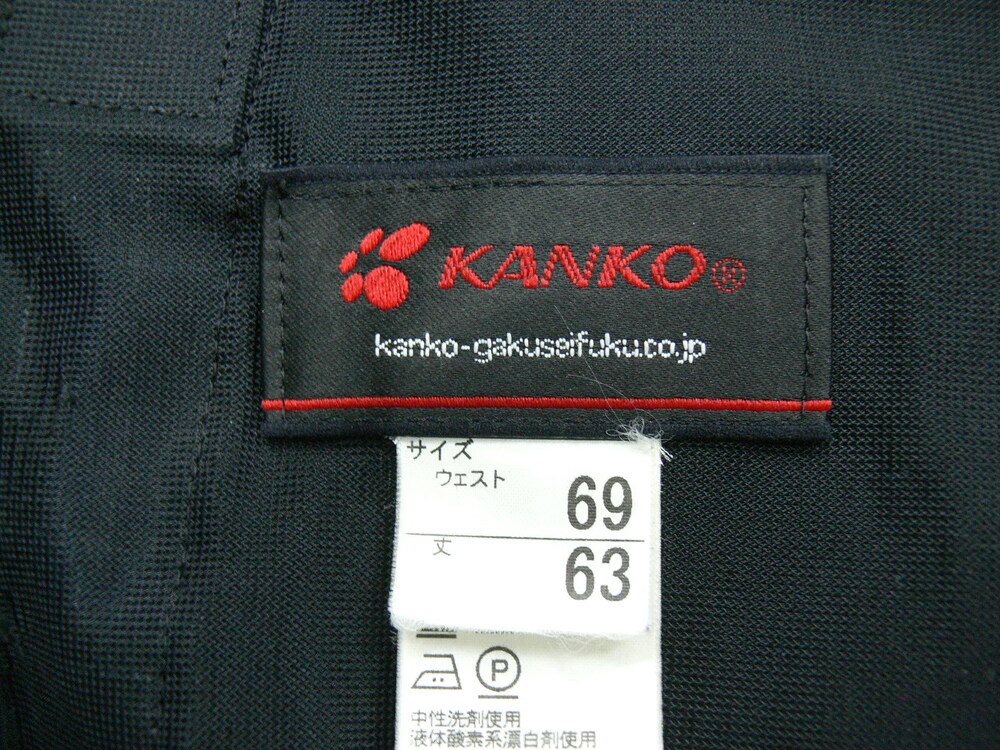 KANKO®
kanko-gakuseifuku.co.jp
サイズ
ウェスト
69
丈
63
P
中性洗剤使用
液体酸素系漂白剤使用